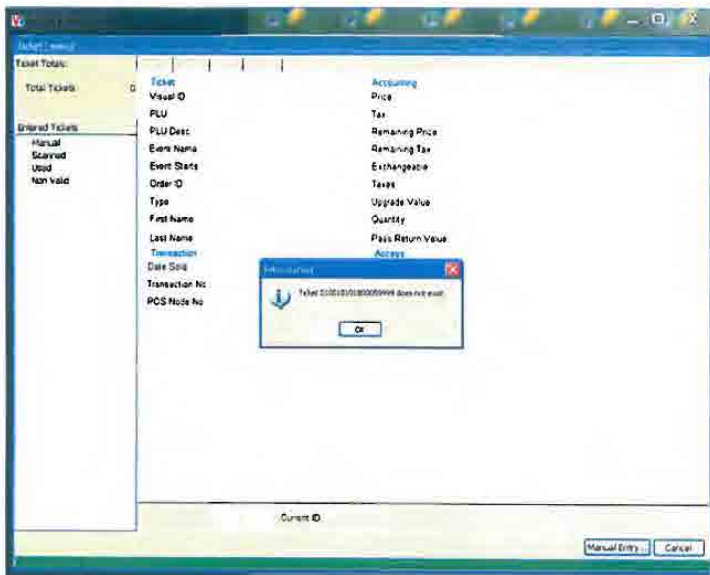 Ticket Totals:
Total Tickets 0
Entered Tickets
Manual
Scanned
Used
Non Valid
Ticket
Visual ID
PLU
PLU Desc
Event Name
Event Starts
Order ID
Type
First Name
Last Name
Transaction
Date Sold
Transaction No
POS Node No
Accounting
Price
Tax
Remaining Price
Remaining Tax
Exchangeable
Taxes
Upgrade Value
Quantity
Pass Return Value
Access
Information
Ticket does not exist
OK
Current ID
Manual Entry...
Cancel